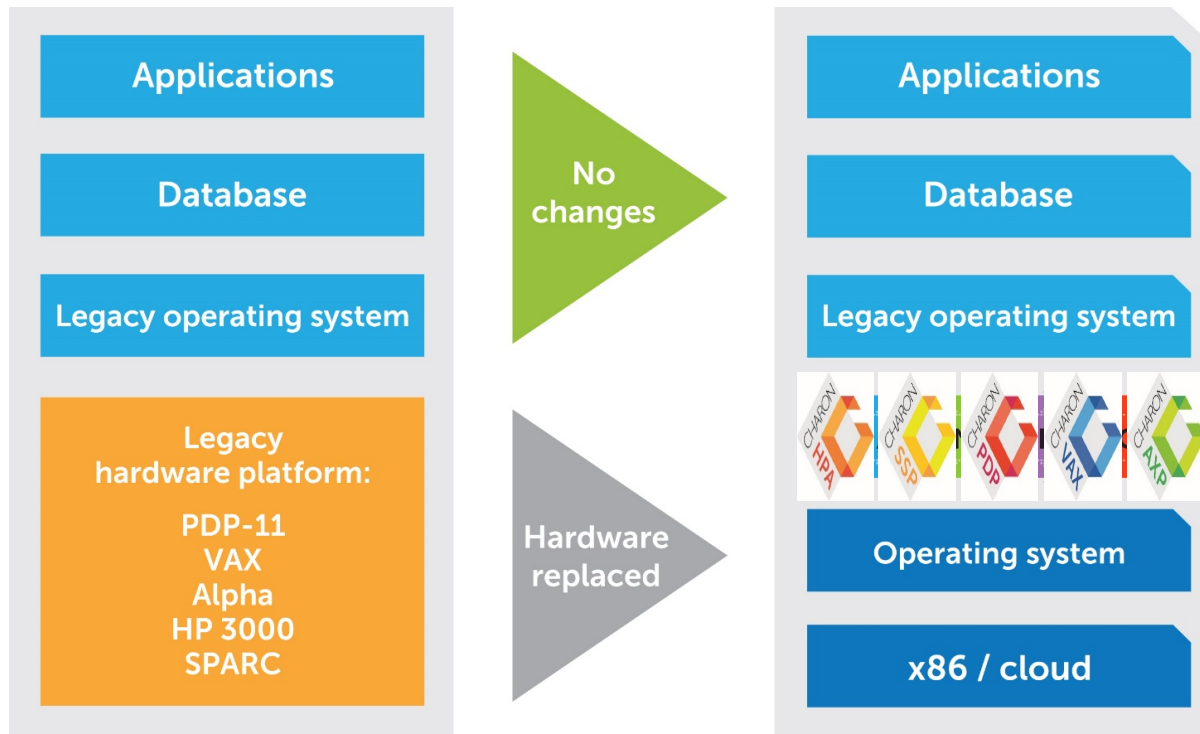 Applications
Database
Legacy operating system
Legacy
hardware platform:
PDP-11
VAX
Alpha
HP 3000
SPARC
No
changes
Hardware
replaced
Applications
Database
Legacy operating system
CHARON
HPA
CHARON
SSP
CHARON
PDP
CHARON
VAX
CHARON
AXP
Operating system
x86 / cloud